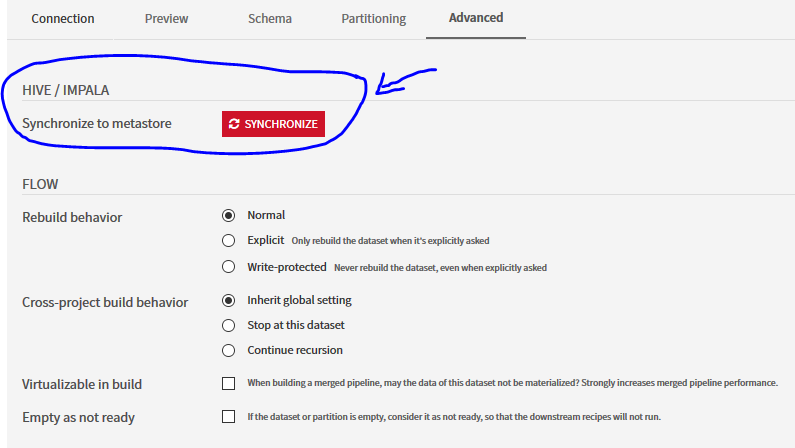 Connection Preview Schema Partitioning Advanced
HIVE / IMPALA
Synchronize to metastore SYNCHRONIZE
FLOW
Rebuild behavior Normal
Explicit Only rebuild the dataset when it's explicitly asked
Write-protected Never rebuild the dataset, even when explicitly asked
Cross-project build behavior Inherit global setting
Stop at this dataset
Continue recursion
Virtualizable in build When building a merged pipeline, may the data of this dataset not be materialized? Strongly increases merged pipeline performance.
Empty as not ready If the dataset or partition is empty, consider it as not ready, so that the downstream recipes will not run.